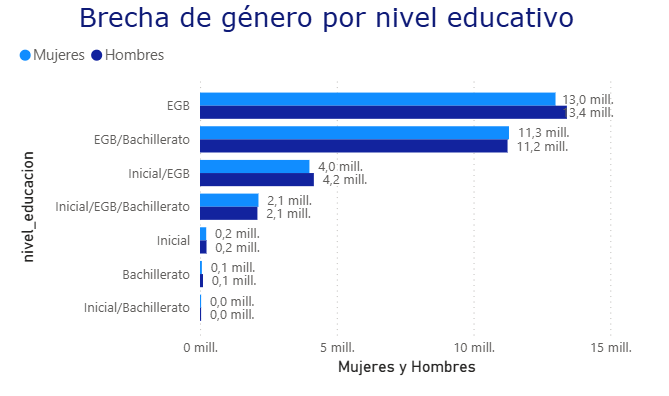 Brecha de género por nivel educativo
Mujeres Hombres
EGB 13,0 mill.
13,4 mill.
EGB/Bachillerato 11,3 mill.
11,2 mill.
Inicial/EGB 4,0 mill.
4,2 mill.
Inicial/EGB/Bachillerato 2,1 mill.
2,1 mill.
Inicial 0,2 mill.
0,2 mill.
Bachillerato 0,1 mill.
0,1 mill.
Inicial/Bachillerato 0,0 mill.
0,0 mill.
nivel_educacion
0 mill. 5 mill. 10 mill. 15 mill.
Mujeres y Hombres